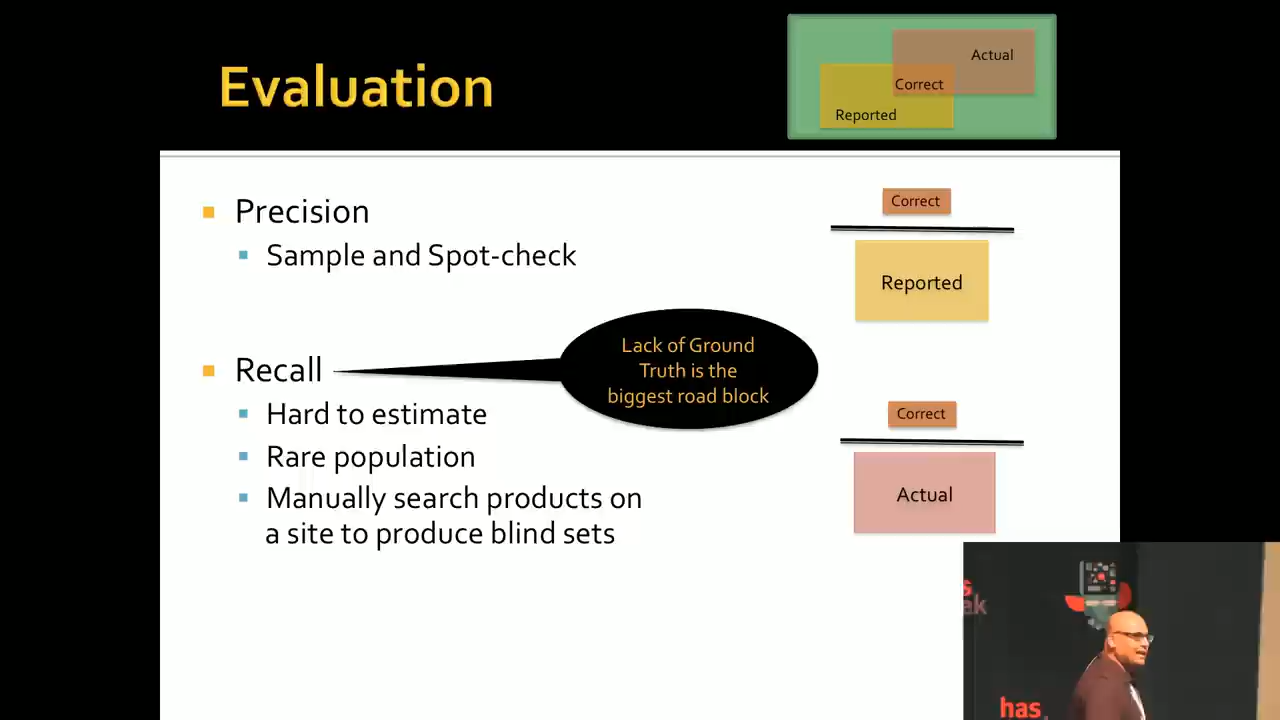 Evaluation
Actual
Correct
Reported
Precision
Sample and Spot-check
Correct
Reported
Lack of Ground
Truth is the
biggest road block
Recall
Hard to estimate
Rare population
Manually search products on
a site to produce blind sets
Correct
Actual
s
ak
has